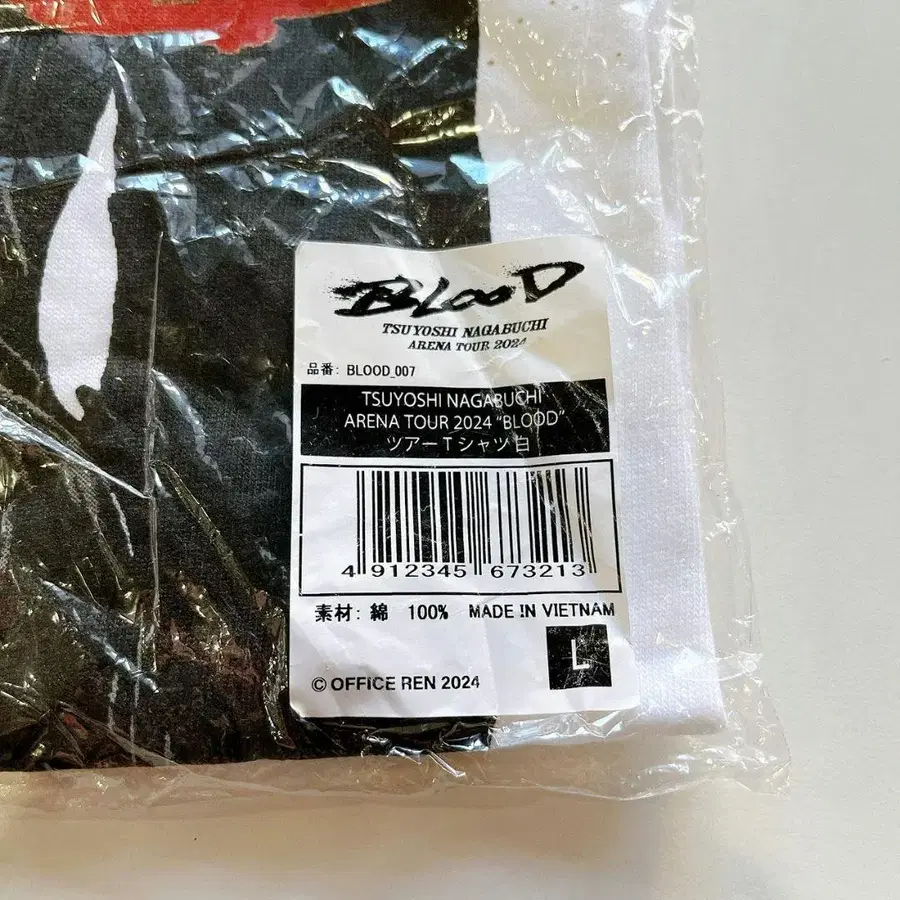 BLOOD
TSUYOSHI NAGABUCHI
ARENA TOUR 2024
品番: BLOOD_007
TSUYOSHI NAGABUCHI
ARENA TOUR 2024 "BLOOD"
ツアーTシャツ白
4 912345 673213
素材: 綿 100% MADE IN VIETNAM
L
© OFFICE REN 2024